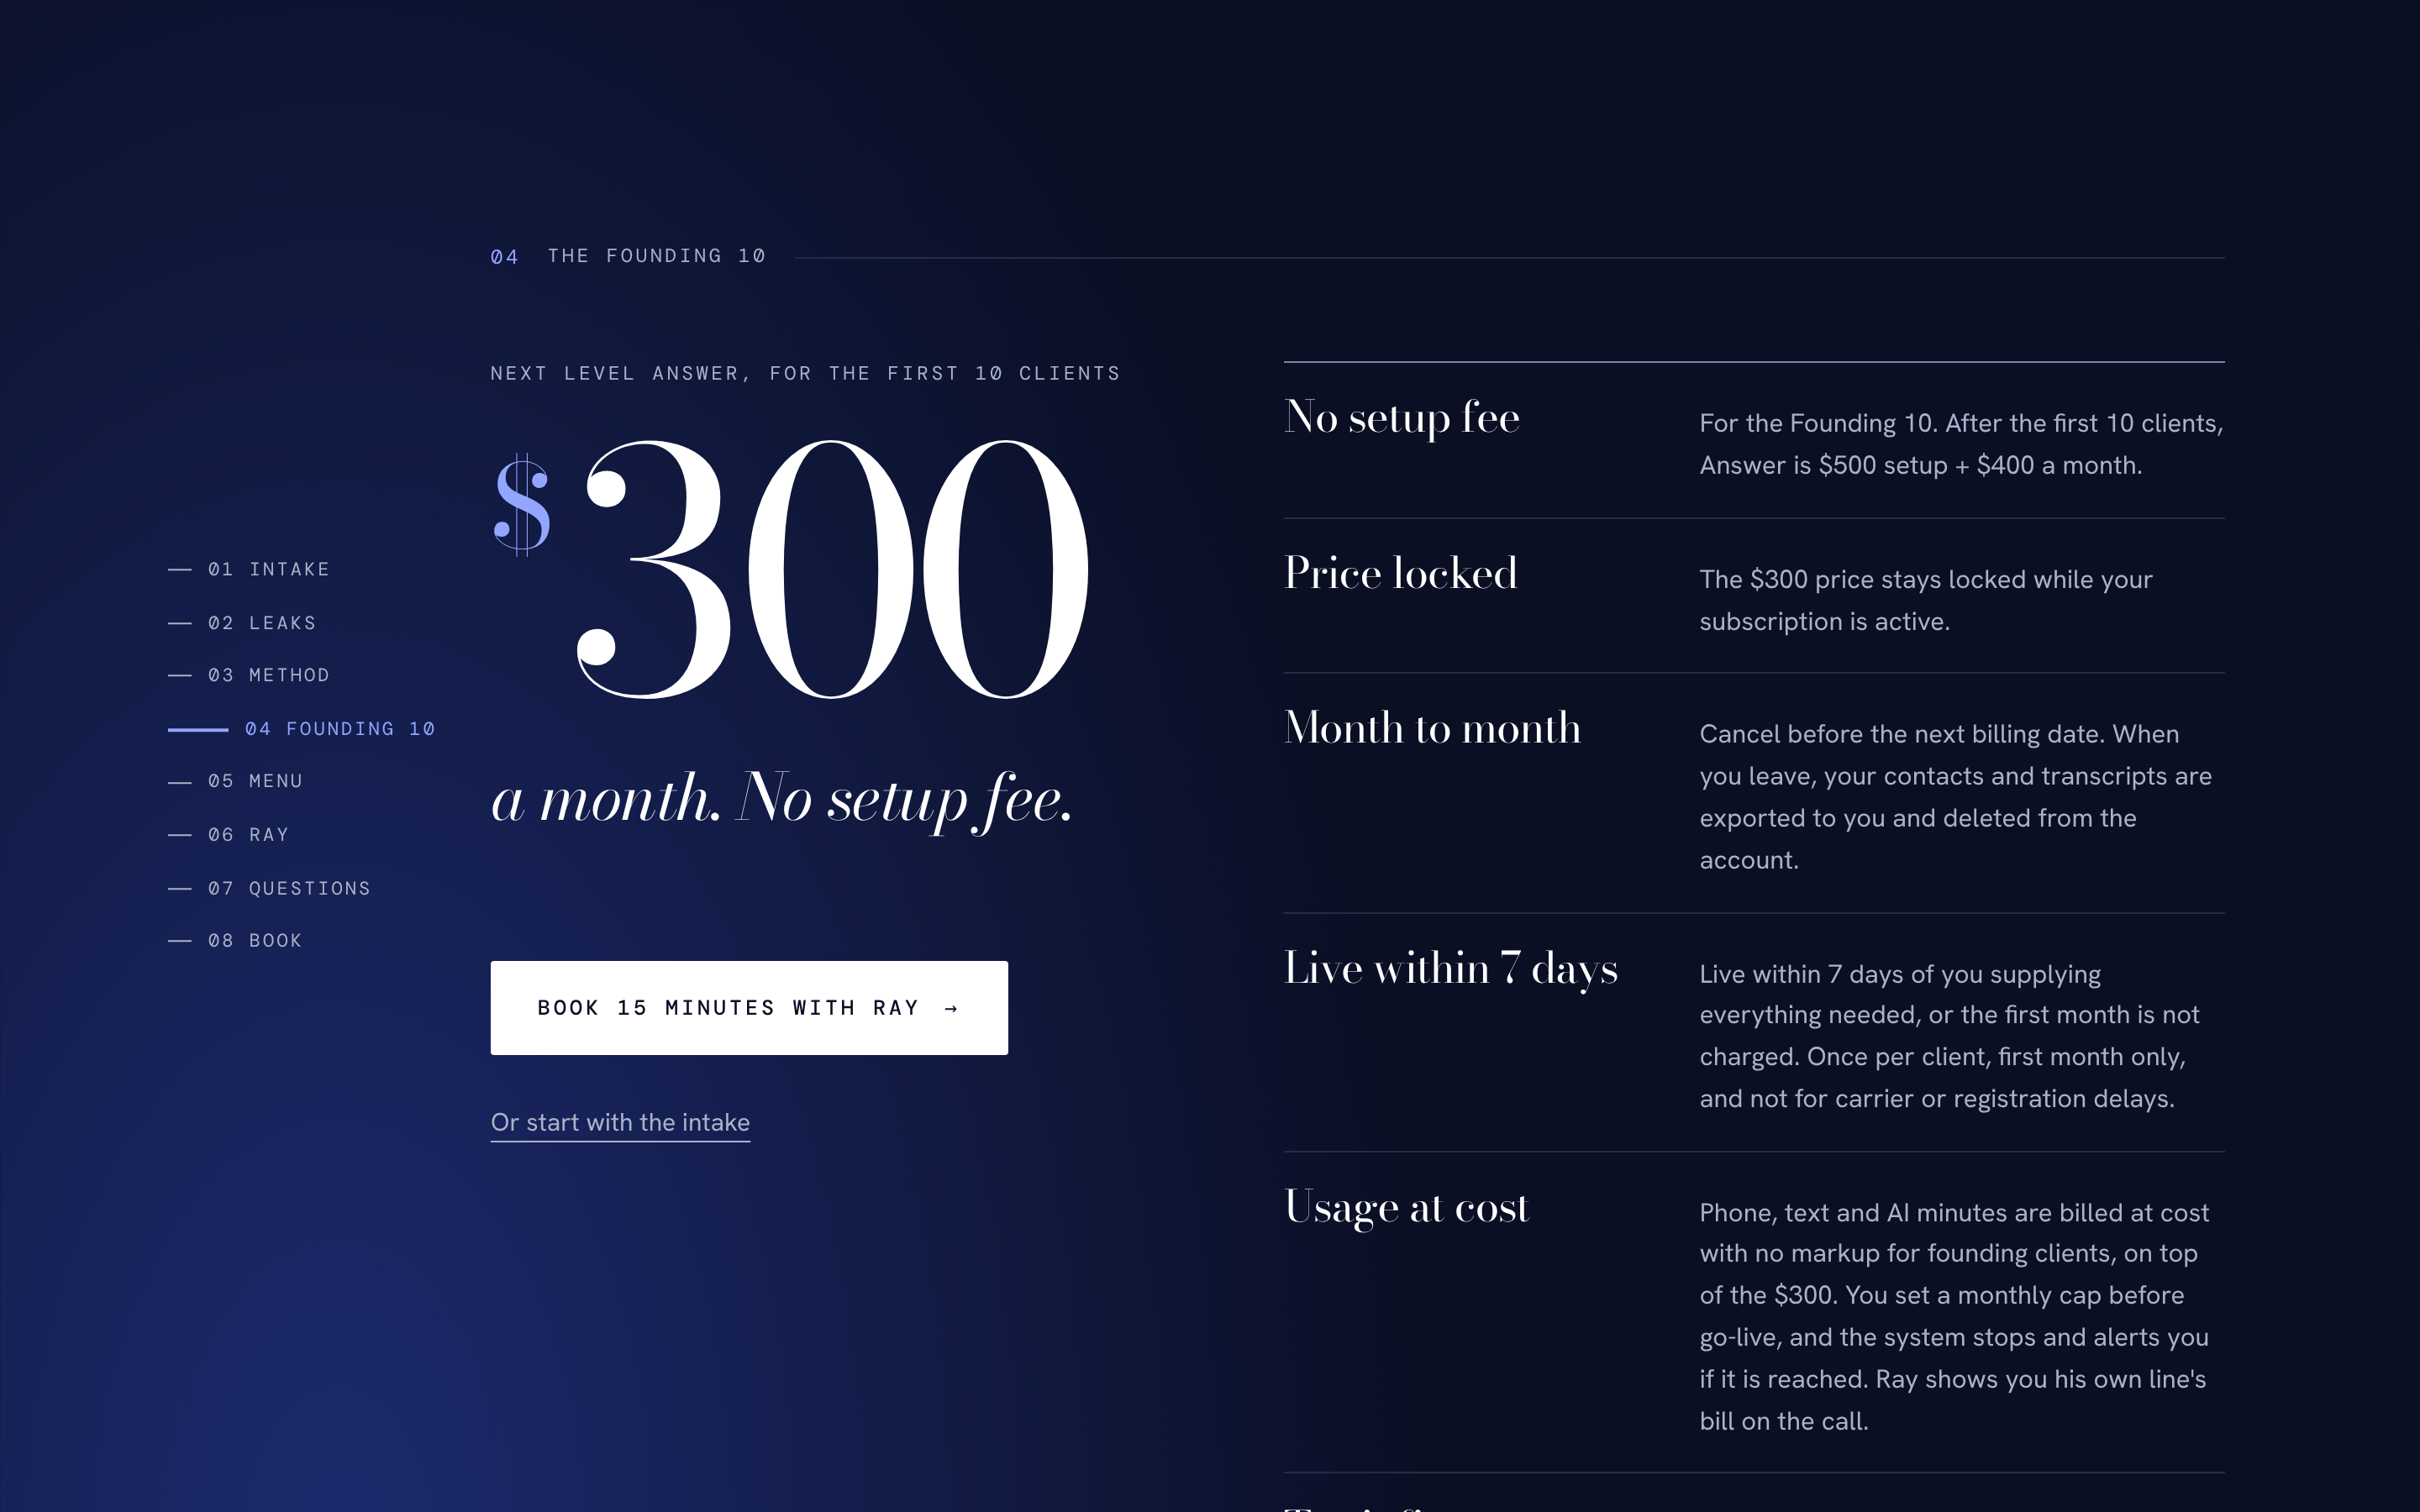 04 THE FOUNDING 10
NEXT LEVEL ANSWER, FOR THE FIRST 10 CLIENTS
$300
a month. No setup fee.
BOOK 15 MINUTES WITH RAY →
Or start with the intake
— 01 INTAKE
— 02 LEAKS
— 03 METHOD
— 04 FOUNDING 10
— 05 MENU
— 06 RAY
— 07 QUESTIONS
— 08 BOOK
No setup fee
For the Founding 10. After the first 10 clients,
Answer is $500 setup + $400 a month.
Price locked
The $300 price stays locked while your
subscription is active.
Month to month
Cancel before the next billing date. When
you leave, your contacts and transcripts are
exported to you and deleted from the
account.
Live within 7 days
Live within 7 days of you supplying
everything needed, or the first month is not
charged. Once per client, first month only,
and not for carrier or registration delays.
Usage at cost
Phone, text and AI minutes are billed at cost
with no markup for founding clients, on top
of the $300. You set a monthly cap before
go-live, and the system stops and alerts you
if it is reached. Ray shows you his own line's
bill on the call.